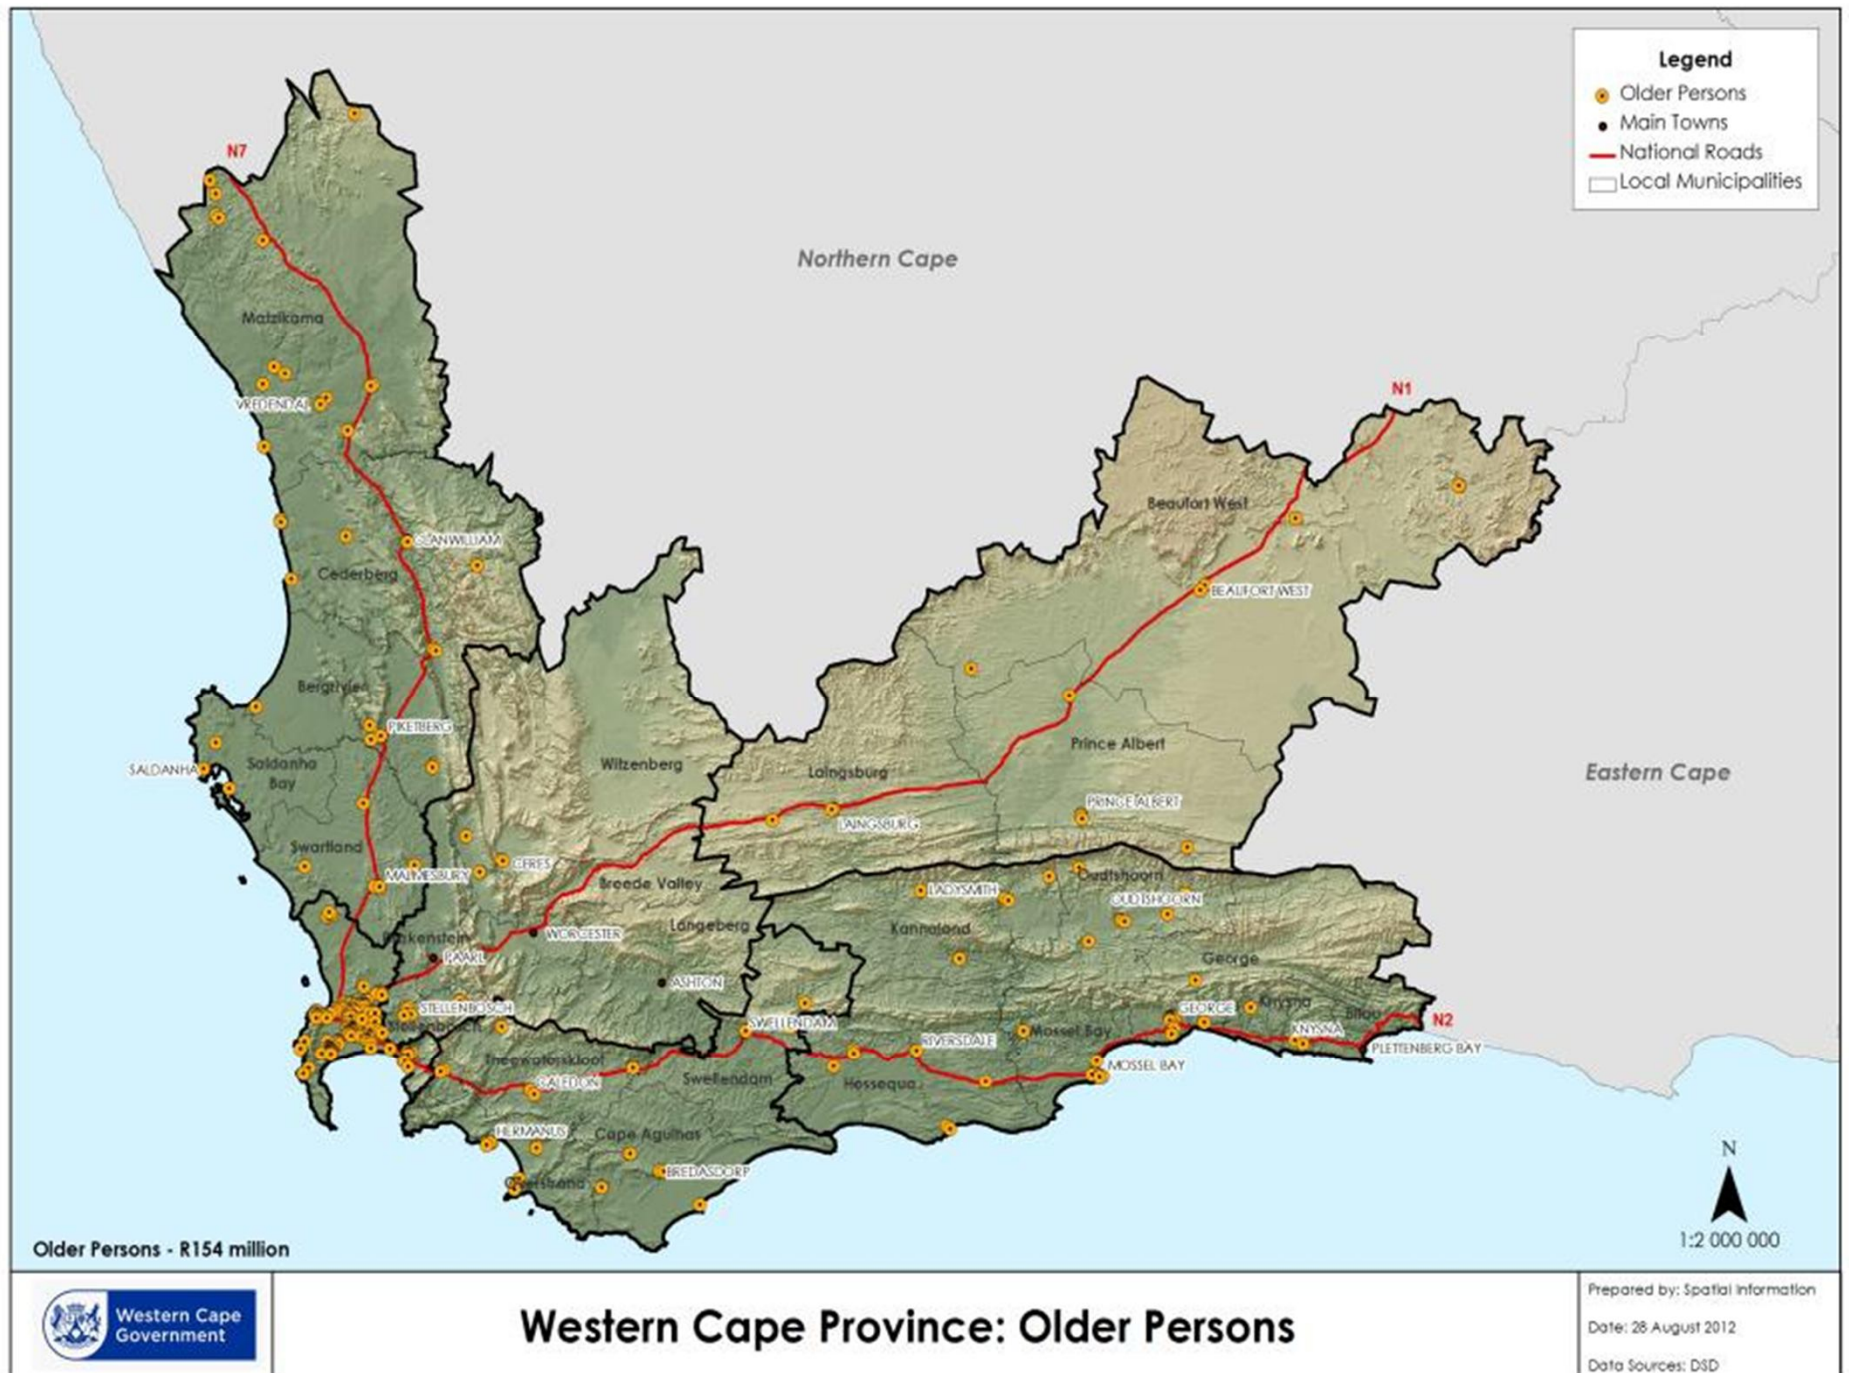 Legend
Older Persons
Main Towns
National Roads
Local Municipalities
N7
Northern Cape
Matzikama
N1
VREDENDAL
Beaufort West
CLANWILLIAM
Cederberg
BEAUFORT WEST
Bergrivier
PIKETBERG
Prince Albert
SALDANHA
Saldanha
Bay
Witzenberg
Laingsburg
Eastern Cape
PRINCE ALBERT
LAINGSBURG
Swartland
CERES
MALMESBURY
Breede Valley
Oudtshoorn
LADYSMITH
OUDTSHOORN
Langeberg
Kannaland
WORCESTER
Drakenstein
PAARL
George
ASHTON
STELLENBOSCH
Stellenbosch
GEORGE
Knysna
Bitou
N2
SWELLENDAM
Mossel Bay
KNYSNA
RIVERSDALE
PLETTENBERG BAY
Theewaterskloof
MOSSEL BAY
CALEDON
Swellendam
Hessequa
HERMANUS
Cape Agulhas
BREDASDORP
Overstrand
N
1:2 000 000
Older Persons - R154 million
Western Cape
Government
Western Cape Province: Older Persons
Prepared by: Spatial Information
Date: 28 August 2012
Data Sources: DSD